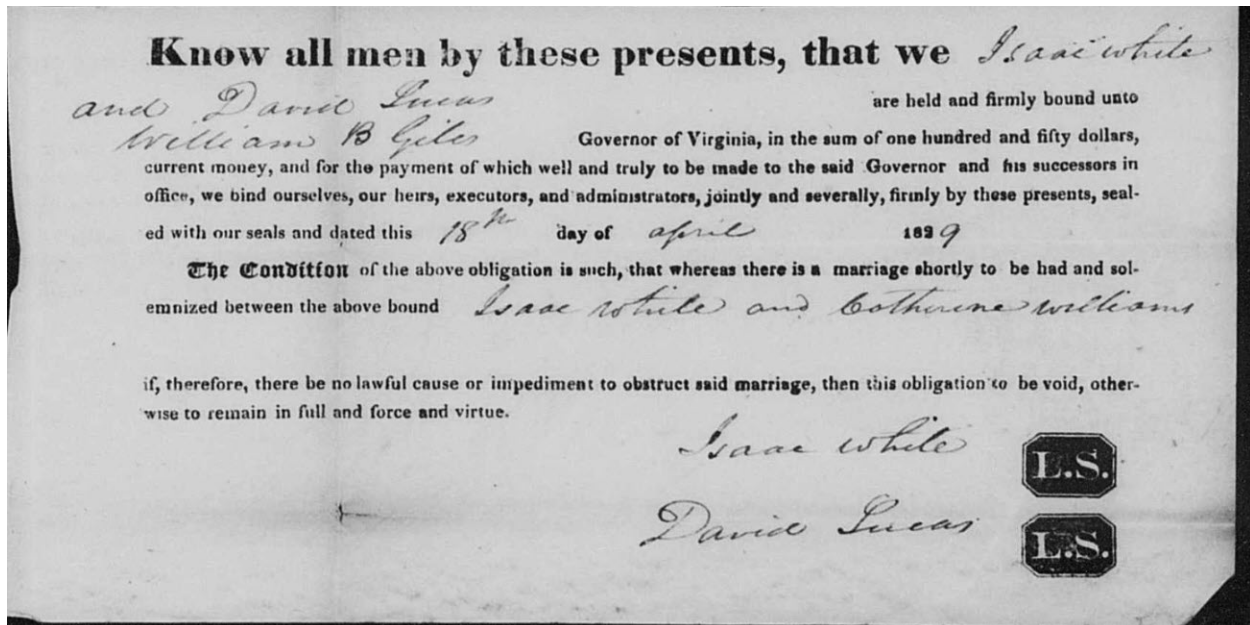 Know all men by these presents, that we Isaac White
and David Lucas are held and firmly bound unto
William B Giles Governor of Virginia, in the sum of one hundred and fifty dollars,
current money, and for the payment of which well and truly to be made to the said Governor and his successors in
office, we bind ourselves, our heirs, executors, and administrators, jointly and severally, firmly by these presents, seal-
ed with our seals and dated this 18th day of april 1829
The Condition of the above obligation is such, that whereas there is a marriage shortly to be had and sol-
emnized between the above bound Isaac White and Catherine Williams
if, therefore, there be no lawful cause or impediment to obstruct said marriage, then this obligation to be void, other-
wise to remain in full and force and virtue.
Isaac White L.S.
David Lucas L.S.